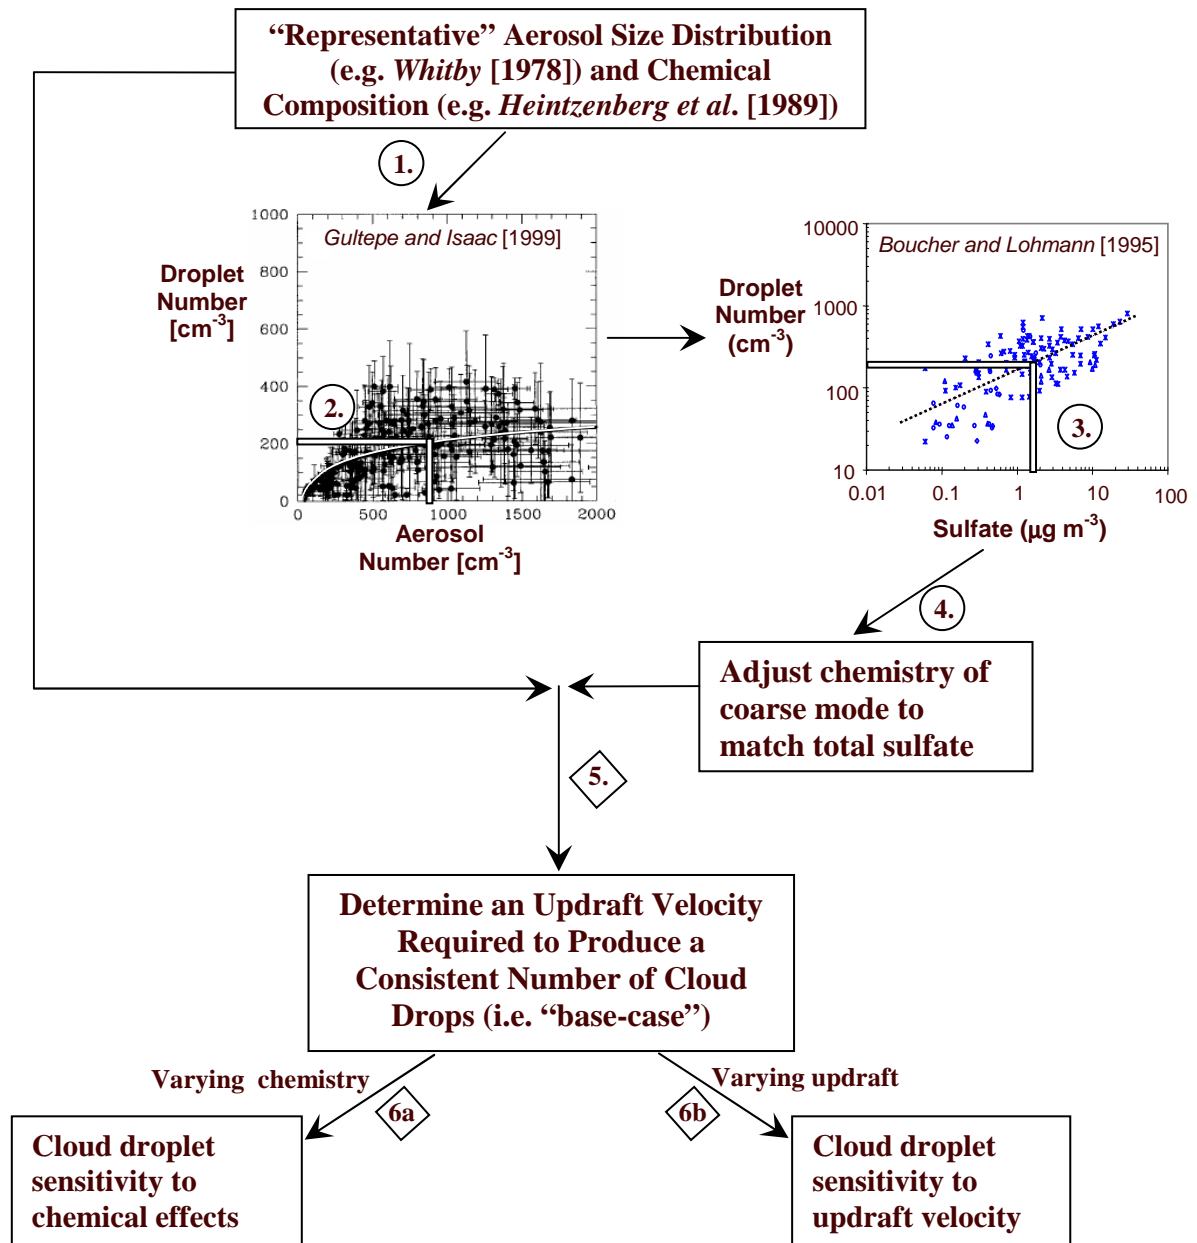 “Representative” Aerosol Size Distribution
(e.g. Whitby [1978]) and Chemical
Composition (e.g. Heintzenberg et al. [1989])
1.
1000
800
600
400
200
0
Gultepe and Isaac [1999]
Droplet
Number
[cm-3]
2.
0 500 1000 1500 2000
Aerosol
Number [cm-3]
10000
1000
100
10
Boucher and Lohmann [1995]
Droplet
Number
(cm-3)
3.
0.01 0.1 1 10 100
Sulfate (µg m-3)
4.
Adjust chemistry of
coarse mode to
match total sulfate
5.
Determine an Updraft Velocity
Required to Produce a
Consistent Number of Cloud
Drops (i.e. “base-case”)
Varying chemistry
6a
Varying updraft
6b
Cloud droplet
sensitivity to
chemical effects
Cloud droplet
sensitivity to
updraft velocity